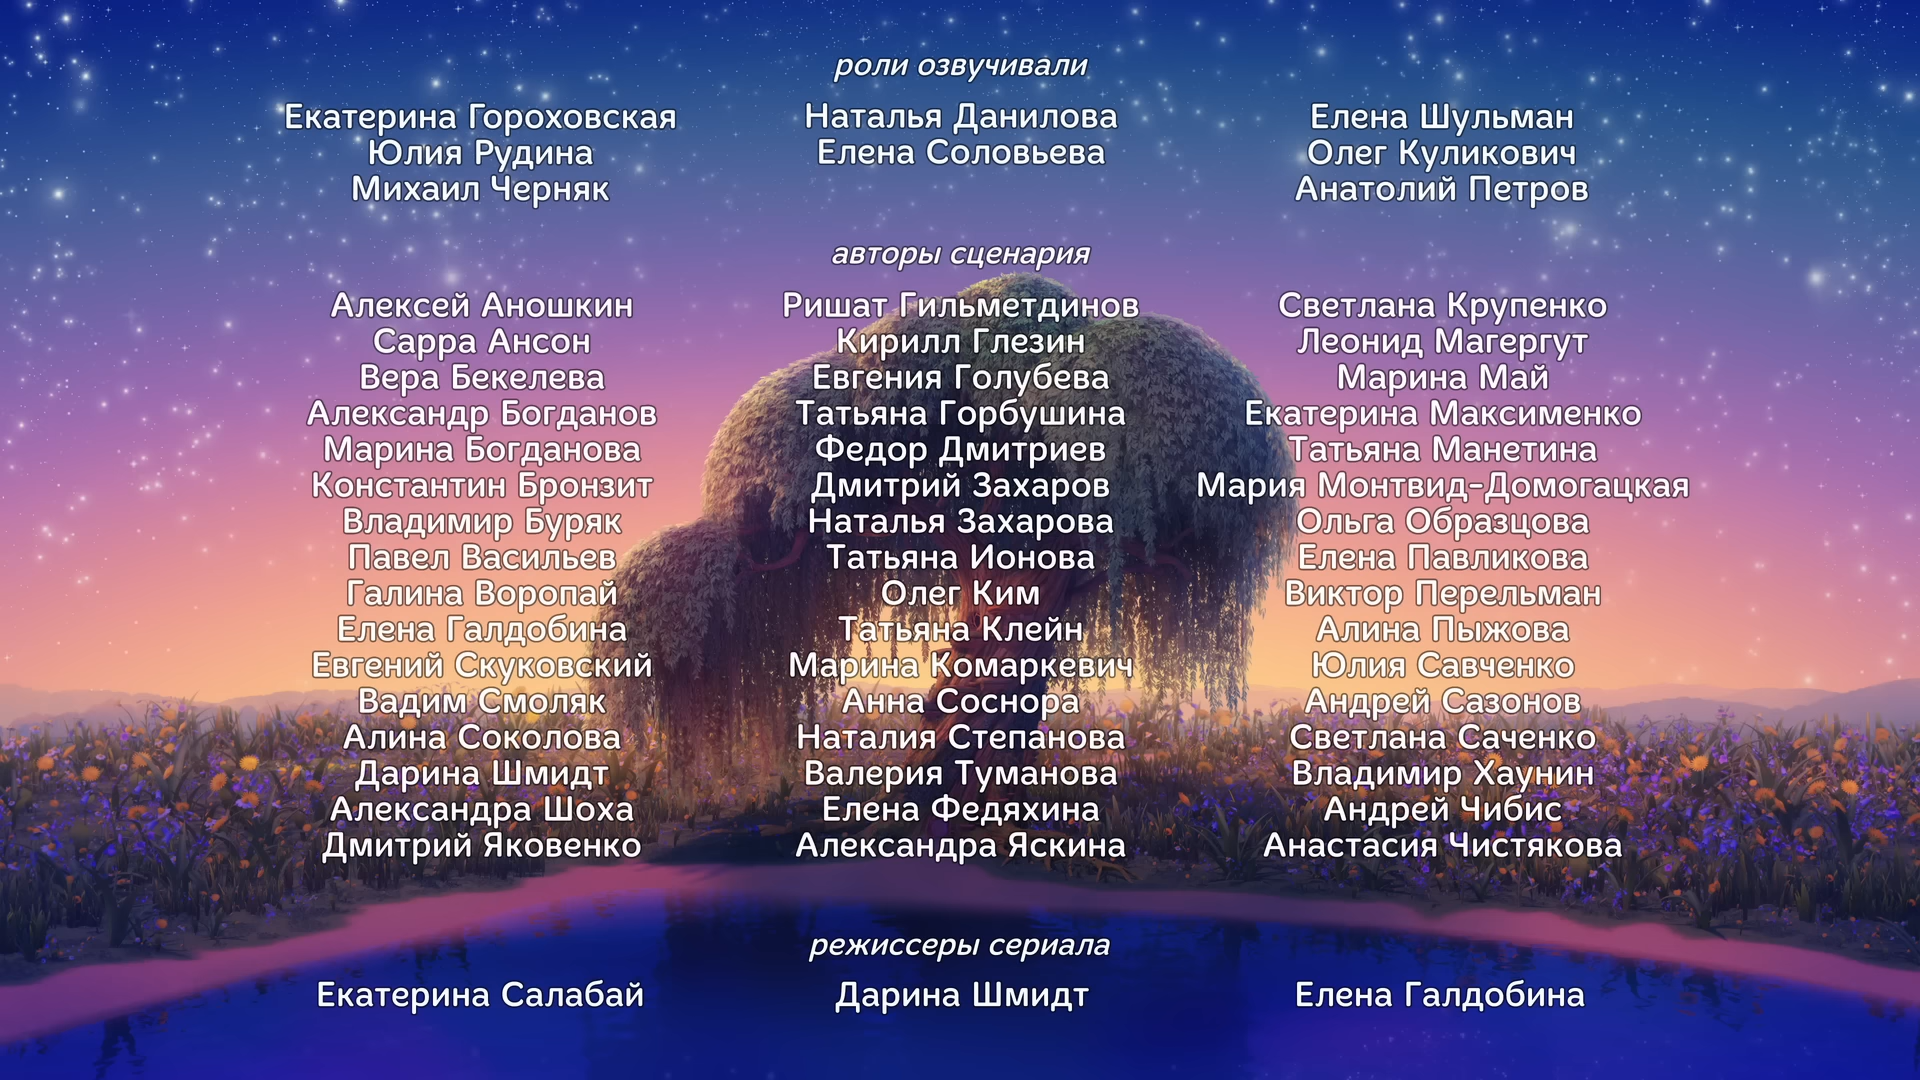 роли озвучивали
Екатерина Гороховская
Юлия Рудина
Михаил Черняк
Наталья Данилова
Елена Соловьева
Елена Шульман
Олег Куликович
Анатолий Петров
авторы сценария
Алексей Аношкин
Сарра Ансон
Вера Бекелева
Александр Богданов
Марина Богданова
Константин Бронзит
Владимир Буряк
Павел Васильев
Галина Воропай
Елена Галдобина
Евгений Скуковский
Вадим Смоляк
Алина Соколова
Дарина Шмидт
Александра Шоха
Дмитрий Яковенко
Ришат Гильметдинов
Кирилл Глезин
Евгения Голубева
Татьяна Горбушина
Федор Дмитриев
Дмитрий Захаров
Наталья Захарова
Татьяна Ионова
Олег Ким
Татьяна Клейн
Марина Комаркевич
Анна Соснора
Наталия Степанова
Валерия Туманова
Елена Федяхина
Александра Яскина
Светлана Крупенко
Леонид Магергут
Марина Май
Екатерина Максименко
Татьяна Манетина
Мария Монтвид-Домогацкая
Ольга Образцова
Елена Павликова
Виктор Перельман
Алина Пыжова
Юлия Савченко
Андрей Сазонов
Светлана Саченко
Владимир Хаунин
Андрей Чибис
Анастасия Чистякова
режиссеры сериала
Екатерина Салабай
Дарина Шмидт
Елена Галдобина